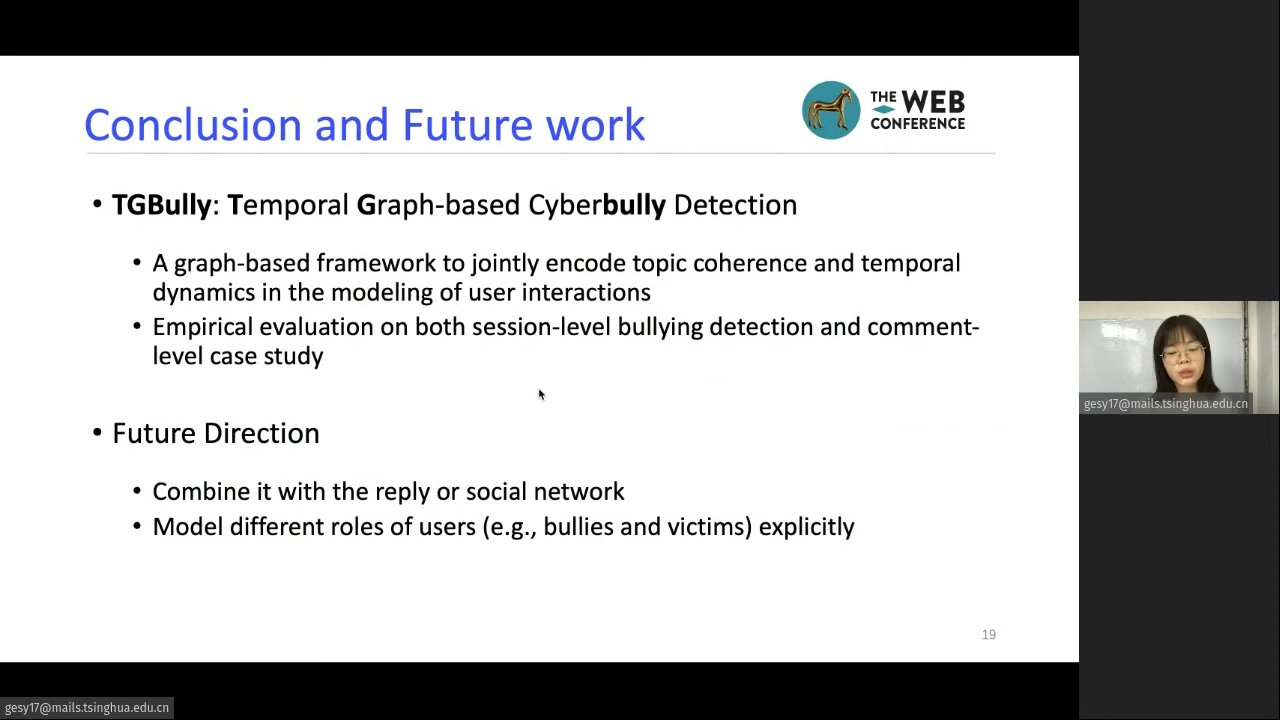 Conclusion and Future work
THE WEB
CONFERENCE
• TGBully: Temporal Graph-based Cyberbully Detection
• A graph-based framework to jointly encode topic coherence and temporal
dynamics in the modeling of user interactions
• Empirical evaluation on both session-level bullying detection and comment-
level case study
• Future Direction
• Combine it with the reply or social network
• Model different roles of users (e.g., bullies and victims) explicitly
19
gesy17@mails.tsinghua.edu.cn
gesy17@mails.tsinghua.edu.cn